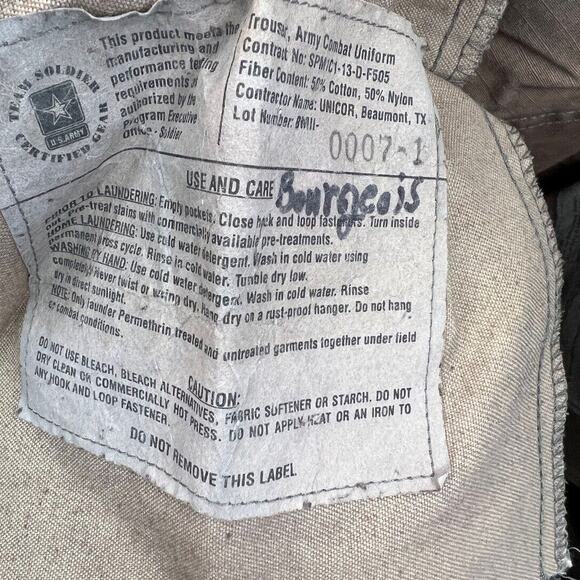 TEAM SOLDIER
U.S.ARMY
CERTIFIED GEAR
This product meets the
manufacturing and
performance testing
requirements as
authorized by the
Program Executive
Office - Soldier
Trouser, Army Combat Uniform
Contract No: SPM1C1-13-D-F505
Fiber Content: 50% Cotton, 50% Nylon
Contractor Name: UNICOR, Beaumont, TX
Lot Number: BMIII-
0007-1
USE AND CARE
Bourgeois
PRIOR TO LAUNDERING: Empty pockets. Close hook and loop fasteners. Turn inside
out. Pre-treat stains with commercially available pre-treatments.
HOME LAUNDERING: Use cold water detergent. Wash in cold water using
permanent press cycle. Rinse in cold water. Tumble dry low.
WASHING BY HAND: Use cold water detergent. Wash in cold water. Rinse
completely. Never twist or wring dry. Hang dry on a rust-proof hanger. Do not hang
dry in direct sunlight.
NOTE: Only launder Permethrin treated and untreated garments together under field
or combat conditions.
CAUTION:
DO NOT USE BLEACH, BLEACH ALTERNATIVES, FABRIC SOFTENER OR STARCH. DO NOT
DRY CLEAN OR COMMERCIALLY HOT PRESS. DO NOT APPLY HEAT OR AN IRON TO
ANY HOOK AND LOOP FASTENER.
DO NOT REMOVE THIS LABEL